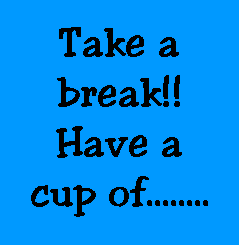 Take a
break!!
Have a
cup of........